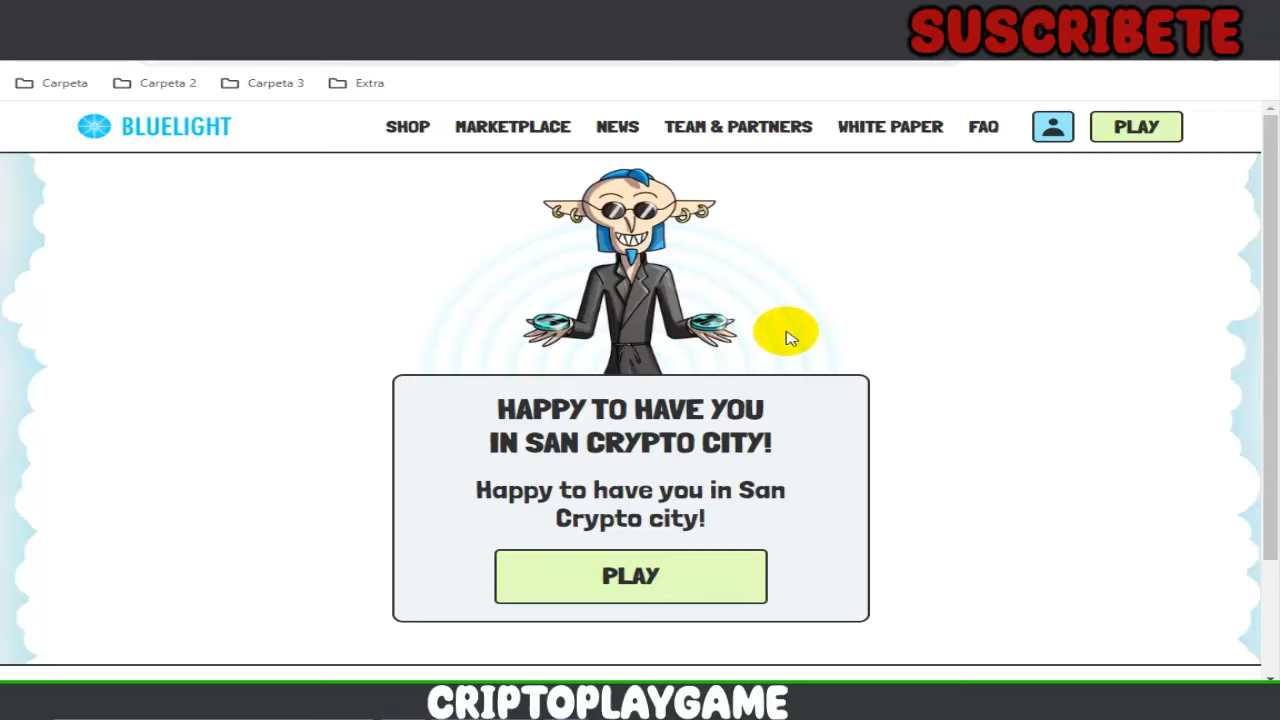 SUSCRIBETE
Carpeta Carpeta 2 Carpeta 3 Extra
BLUELIGHT SHOP MARKETPLACE NEWS TEAM & PARTNERS WHITE PAPER FAQ PLAY
HAPPY TO HAVE YOU
IN SAN CRYPTO CITY!
Happy to have you in San
Crypto city!
PLAY
CRIPTOPLAYGAME